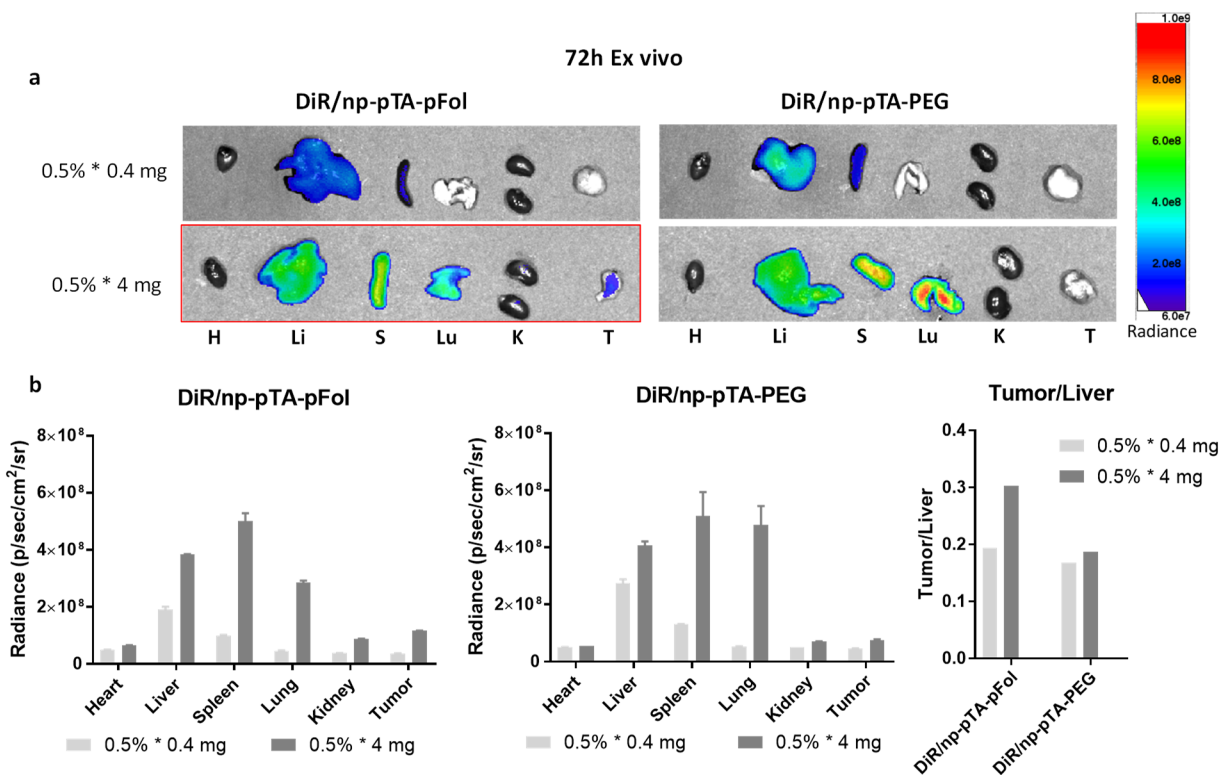 72h Ex vivo
a
DiR/np-pTA-pFol
DiR/np-pTA-PEG
0.5% * 0.4 mg
0.5% * 4 mg
H Li S Lu K T
H Li S Lu K T
1.0e9
8.0e8
6.0e8
4.0e8
2.0e8
6.0e7
Radiance
b
DiR/np-pTA-pFol
Radiance (p/sec/cm²/sr)
8×10⁸
6×10⁸
4×10⁸
2×10⁸
0
Heart Liver Spleen Lung Kidney Tumor
0.5% * 0.4 mg 0.5% * 4 mg
DiR/np-pTA-PEG
Radiance (p/sec/cm²/sr)
8×10⁸
6×10⁸
4×10⁸
2×10⁸
0
Heart Liver Spleen Lung Kidney Tumor
0.5% * 0.4 mg 0.5% * 4 mg
Tumor/Liver
Tumor/Liver
0.4
0.3
0.2
0.1
0.0
0.5% * 0.4 mg
0.5% * 4 mg
DiR/np-pTA-pFol
DiR/np-pTA-PEG